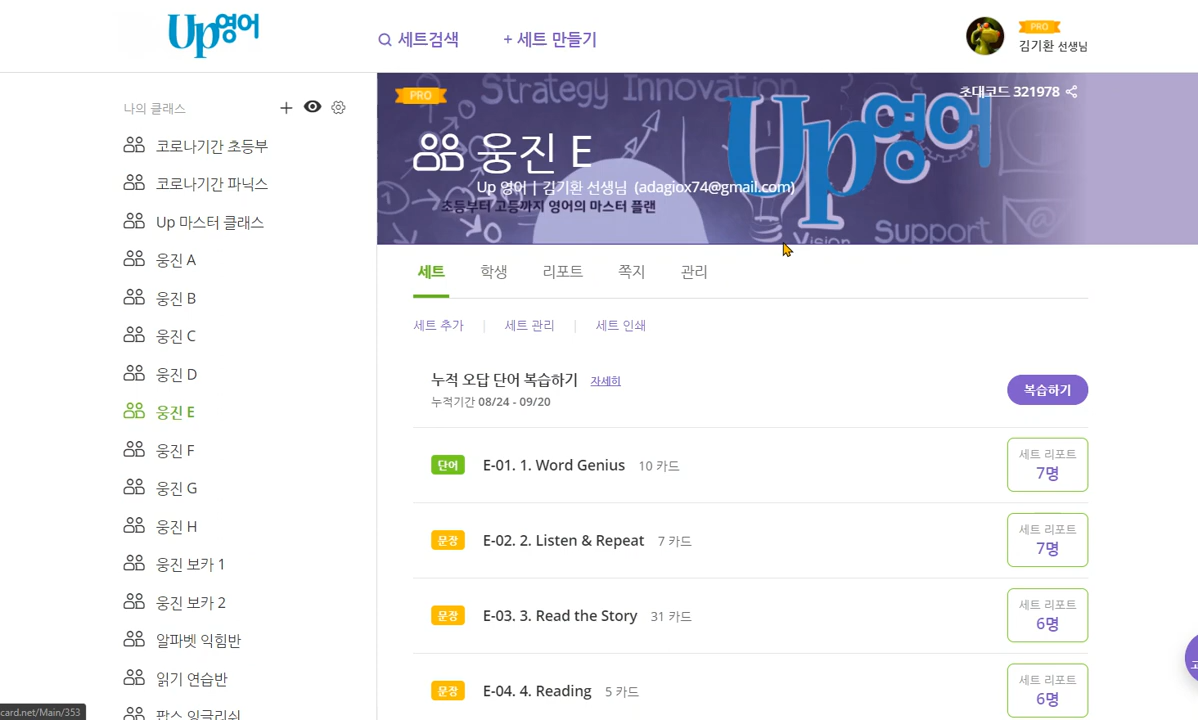 Up영어
세트검색
+ 세트 만들기
PRO
김기환 선생님
나의 클래스
코로나기간 초등부
코로나기간 파닉스
Up 마스터 클래스
웅진 A
웅진 B
웅진 C
웅진 D
웅진 E
웅진 F
웅진 G
웅진 H
웅진 보카 1
웅진 보카 2
알파벳 익힘반
읽기 연습반
팝스 잉글리쉬
card.net/Main/353
PRO
Strategy Innovation
초대코드 321978
Up영어
웅진 E
Up 영어 | 김기환 선생님 (adagiox74@gmail.com)
초등부터 고등까지 영어의 마스터 플랜
Vision
Support
세트 학생 리포트 쪽지 관리
세트 추가 | 세트 관리 | 세트 인쇄
누적 오답 단어 복습하기 자세히
누적기간 08/24 - 09/20
복습하기
단어 E-01. 1. Word Genius 10 카드
세트 리포트
7명
문장 E-02. 2. Listen & Repeat 7 카드
세트 리포트
7명
문장 E-03. 3. Read the Story 31 카드
세트 리포트
6명
문장 E-04. 4. Reading 5 카드
세트 리포트
6명